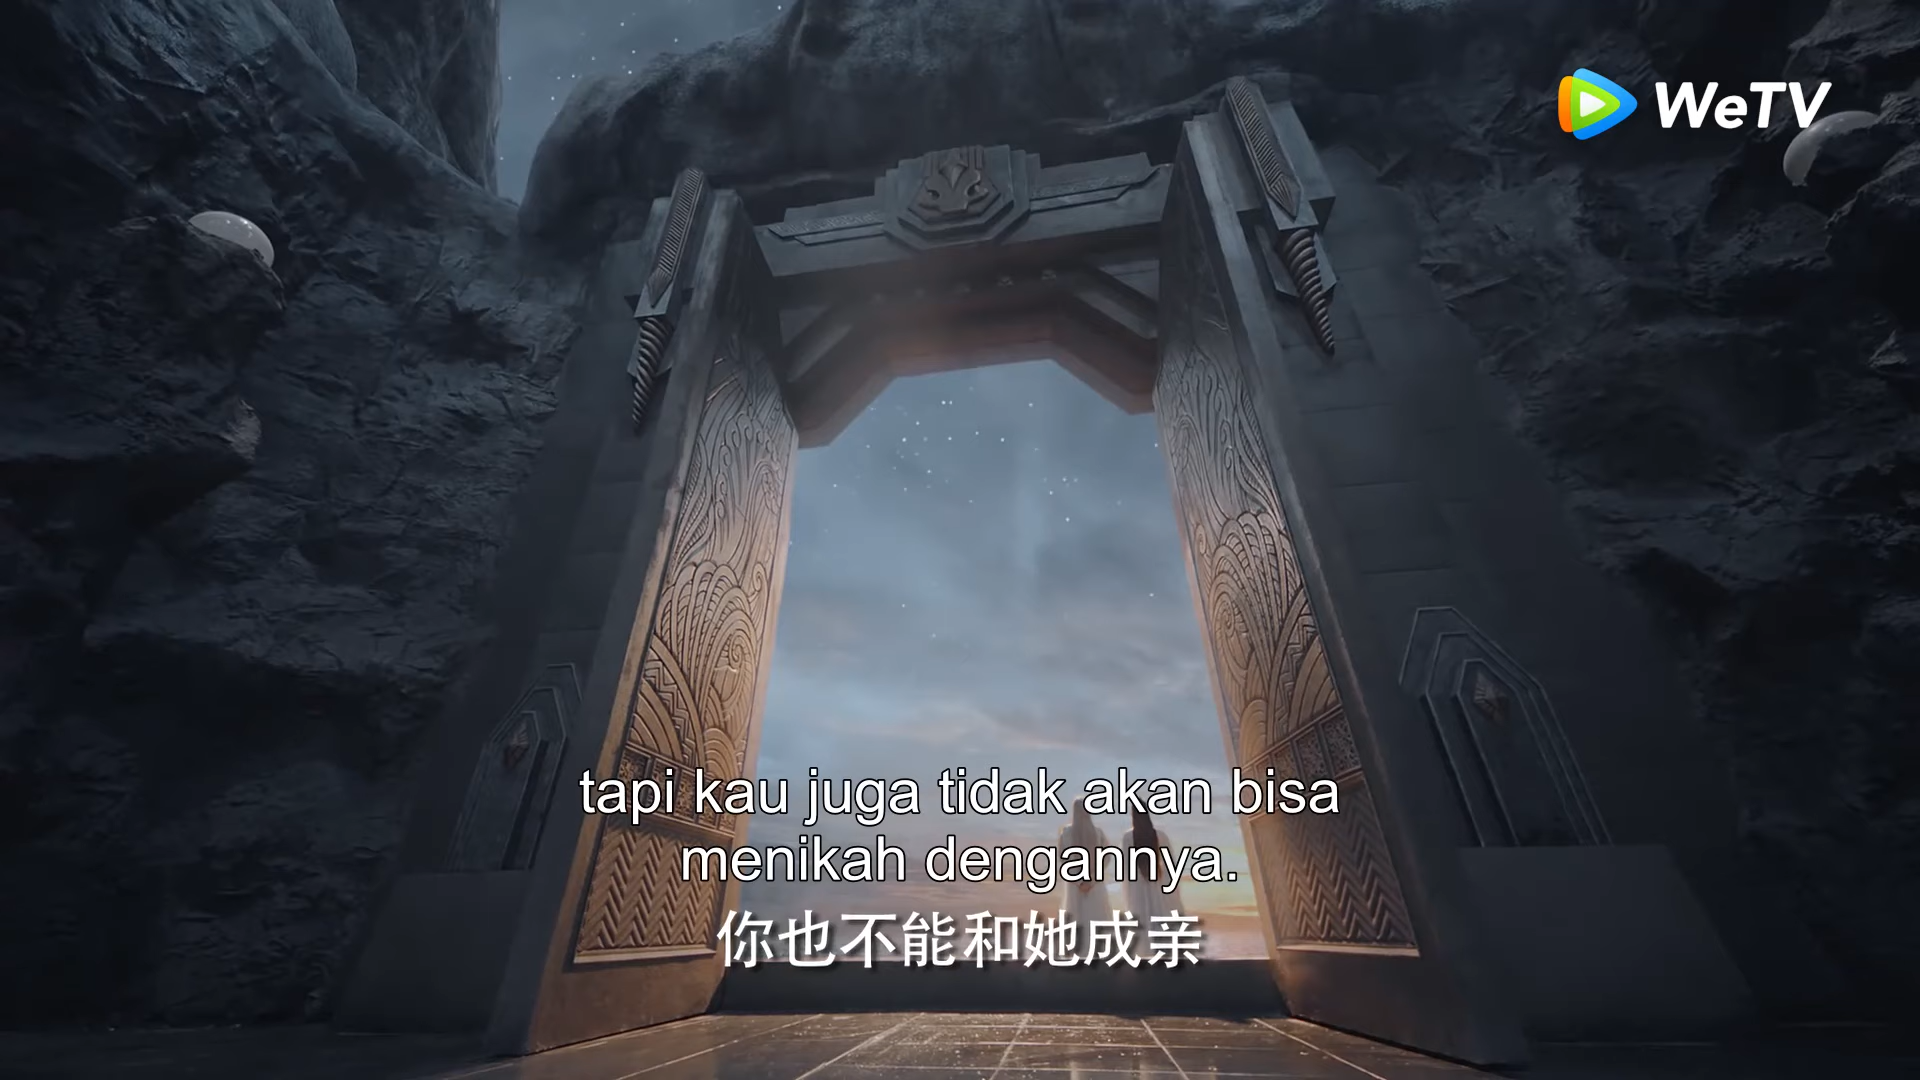 WeTV
tapi kau juga tidak akan bisa
menikah dengannya.
你也不能和她成亲